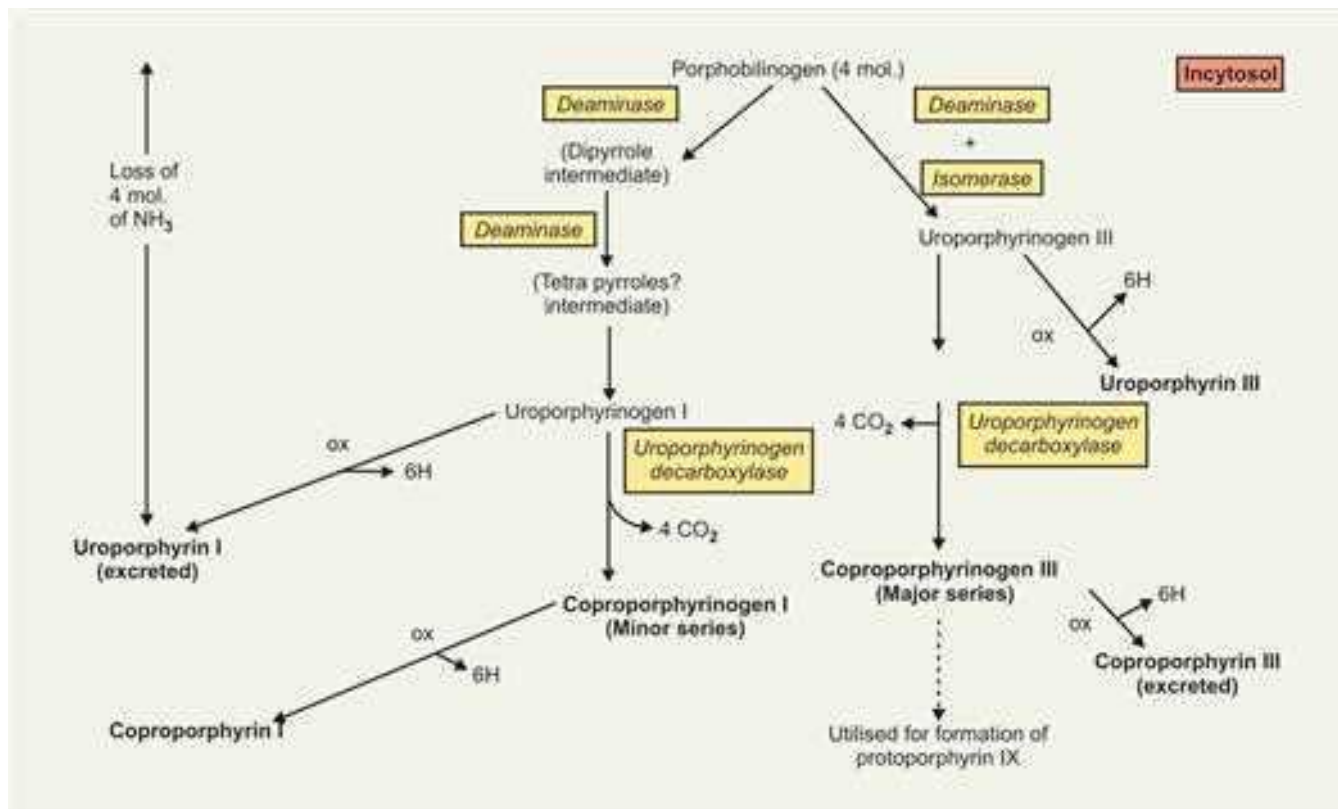 Porphobilinogen (4 mol.)
Incytosol
Deaminase
Deaminase
+
Isomerase
(Dipyrrole
intermediate)
Loss of
4 mol.
of NH3
Deaminase
Uroporphyrinogen III
(Tetra pyrroles?
intermediate)
6H
ox
Uroporphyrin III
Uroporphyrinogen I
4 CO2
Uroporphyrinogen
decarboxylase
ox
6H
Uroporphyrinogen
decarboxylase
4 CO2
Uroporphyrin I
(excreted)
Coproporphyrinogen III
(Major series)
Coproporphyrinogen I
(Minor series)
6H
ox
ox
6H
Coproporphyrin III
(excreted)
Coproporphyrin I
Utilised for formation of
protoporphyrin IX